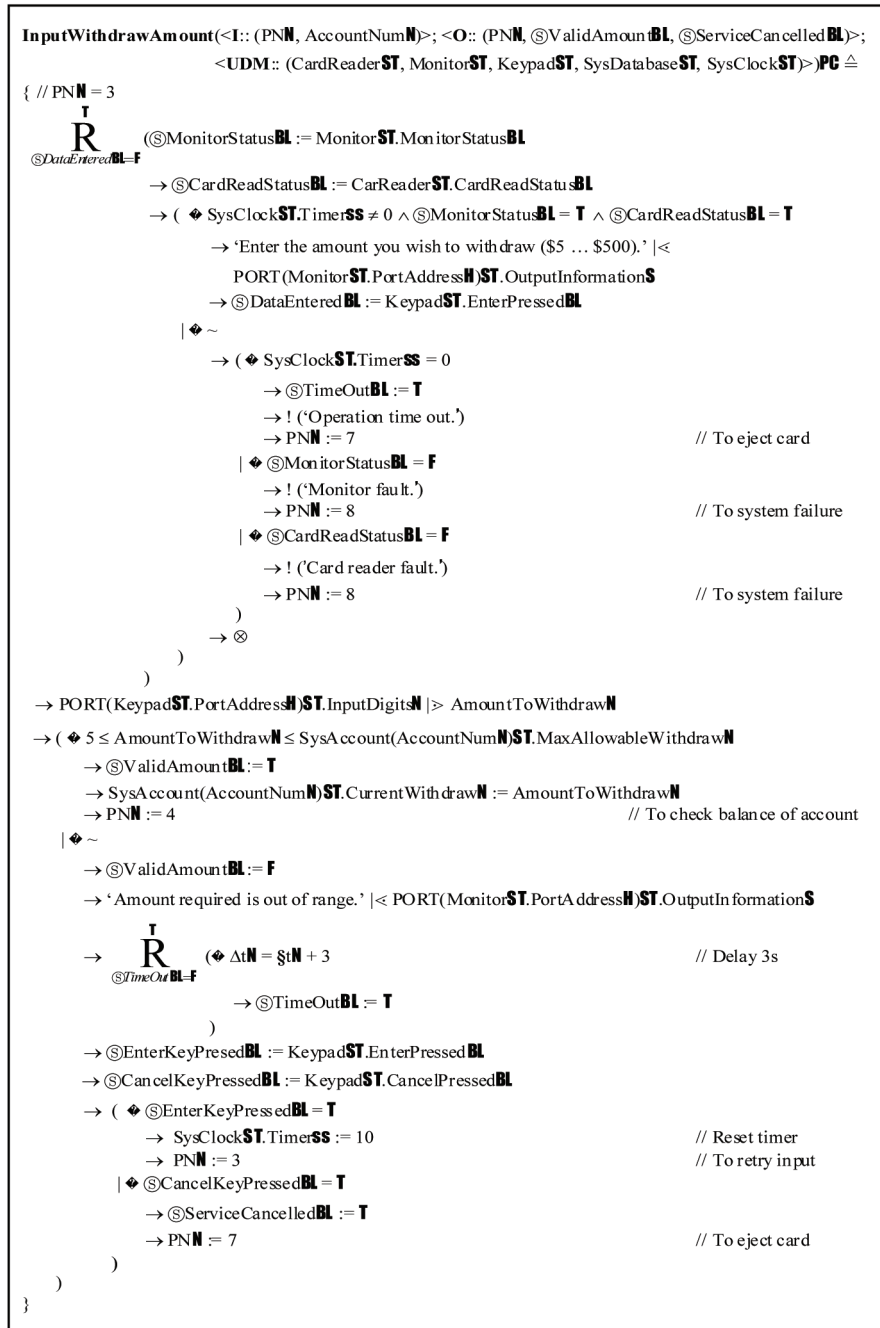 InputWithdrawAmount(<I:: (PNN, AccountNumN)>; <O:: (PNN, ⓈValidAmountBL, ⓈServiceCancelledBL)>;
<UDM:: (CardReaderST, MonitorST, KeypadST, SysDatabaseST, SysClockST)>)PC ≙
{ // PNN = 3
T
R (ⓈMonitorStatusBL := MonitorST.MonitorStatusBL
ⓈDataEnteredBL=F
→ ⓈCardReadStatusBL := CarReaderST.CardReadStatusBL
→ ( � SysClockST.Timerss ≠ 0 ∧ ⓈMonitorStatusBL = T ∧ ⓈCardReadStatusBL = T
→ ‘Enter the amount you wish to withdraw ($5 … $500).’ |⋖
PORT(MonitorST.PortAddressH)ST.OutputInformationS
→ ⓈDataEnteredBL := KeypadST.EnterPressedBL
| � ~
→ ( � SysClockST.Timerss = 0
→ ⓈTimeOutBL := T
→ ! (‘Operation time out.’)
→ PNN := 7 // To eject card
| � ⓈMonitorStatusBL = F
→ ! (‘Monitor fault.’)
→ PNN := 8 // To system failure
| � ⓈCardReadStatusBL = F
→ ! (’Card reader fault.’)
→ PNN := 8 // To system failure
)
→ ⊗
)
)
→ PORT(KeypadST.PortAddressH)ST.InputDigitsN |⋗ AmountToWithdrawN
→ ( � 5 ≤ AmountToWithdrawN ≤ SysAccount(AccountNumN)ST.MaxAllowableWithdrawN
→ ⓈValidAmountBL := T
→ SysAccount(AccountNumN)ST.CurrentWithdrawN := AmountToWithdrawN
→ PNN := 4 // To check balance of account
| � ~
→ ⓈValidAmountBL := F
→ ‘Amount required is out of range.’ |⋖ PORT(MonitorST.PortAddressH)ST.OutputInformationS
T
→ R (� ΔtN = §tN + 3 // Delay 3s
ⓈTimeOutBL=F
→ ⓈTimeOutBL := T
)
→ ⓈEnterKeyPresedBL := KeypadST.EnterPressedBL
→ ⓈCancelKeyPressedBL := KeypadST.CancelPressedBL
→ ( � ⓈEnterKeyPressedBL = T
→ SysClockST.Timerss := 10 // Reset timer
→ PNN := 3 // To retry input
| � ⓈCancelKeyPressedBL = T
→ ⓈServiceCancelledBL := T
→ PNN := 7 // To eject card
)
)
}